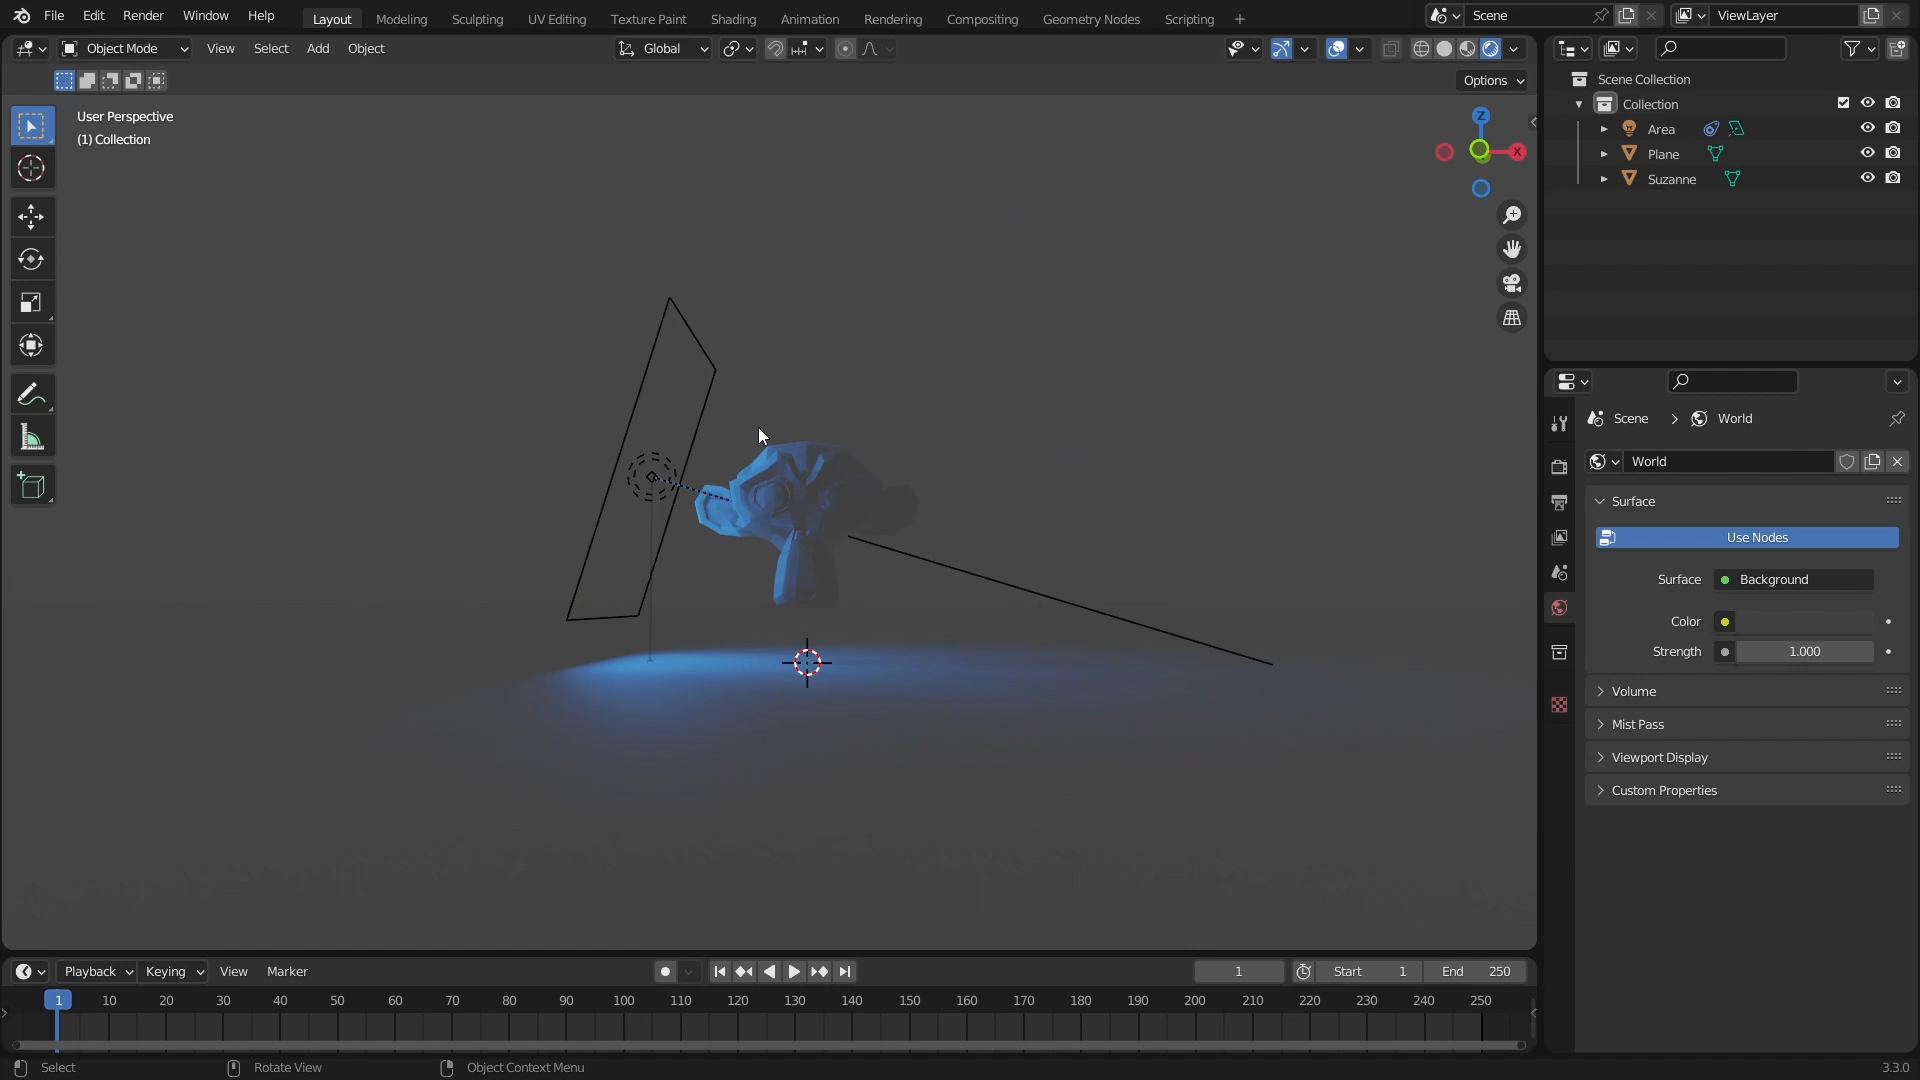 File Edit Render Window Help
Layout Modeling Sculpting UV Editing Texture Paint Shading Animation Rendering Compositing Geometry Nodes Scripting
Scene
ViewLayer
Object Mode View Select Add Object
Global
Options
User Perspective
(1) Collection
Z
X
Scene Collection
Collection
Area
Plane
Suzanne
Scene World
World
Surface
Use Nodes
Surface Background
Color
Strength 1.000
Volume
Mist Pass
Viewport Display
Custom Properties
Playback Keying View Marker
1
Start 1 End 250
1 10 20 30 40 50 60 70 80 90 100 110 120 130 140 150 160 170 180 190 200 210 220 230 240 250
Select
Rotate View
Object Context Menu
3.3.0